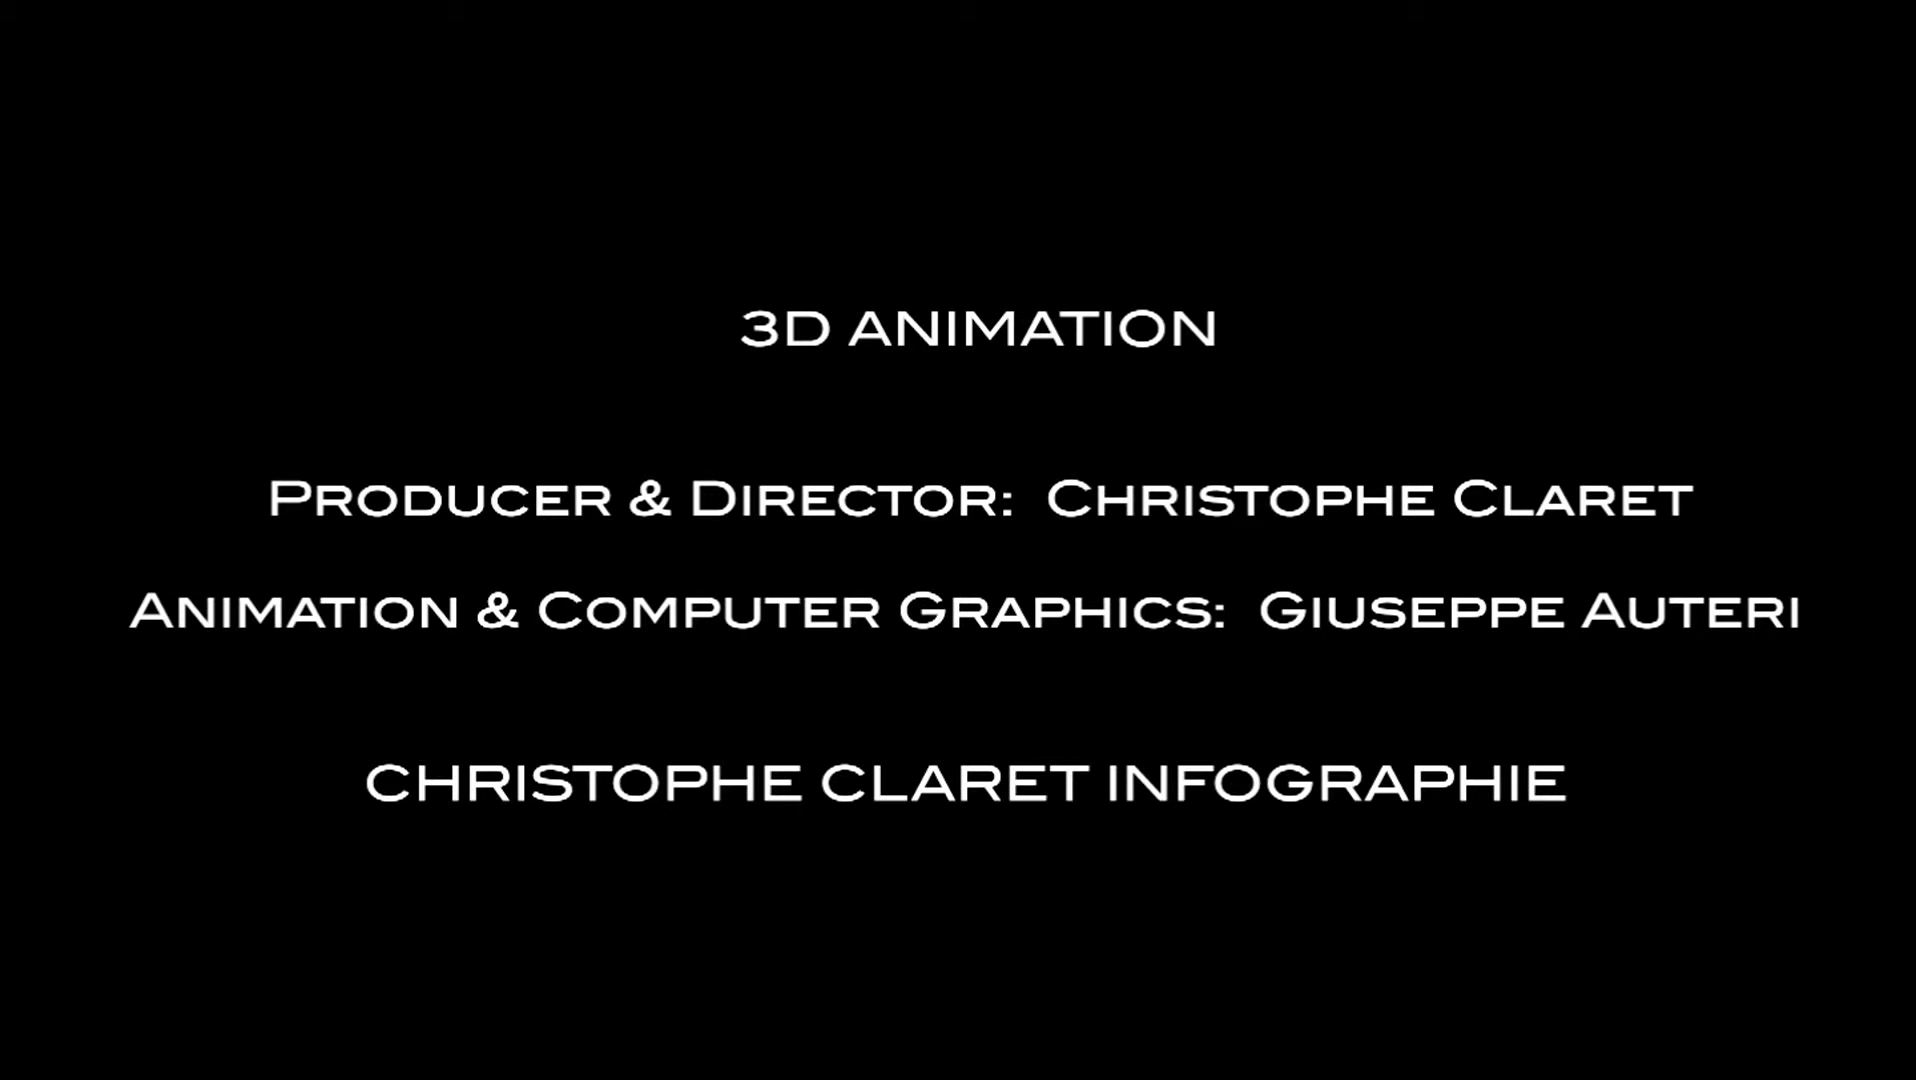 3D ANIMATION
PRODUCER & DIRECTOR: CHRISTOPHE CLARET
ANIMATION & COMPUTER GRAPHICS: GIUSEPPE AUTERI
CHRISTOPHE CLARET INFOGRAPHIE